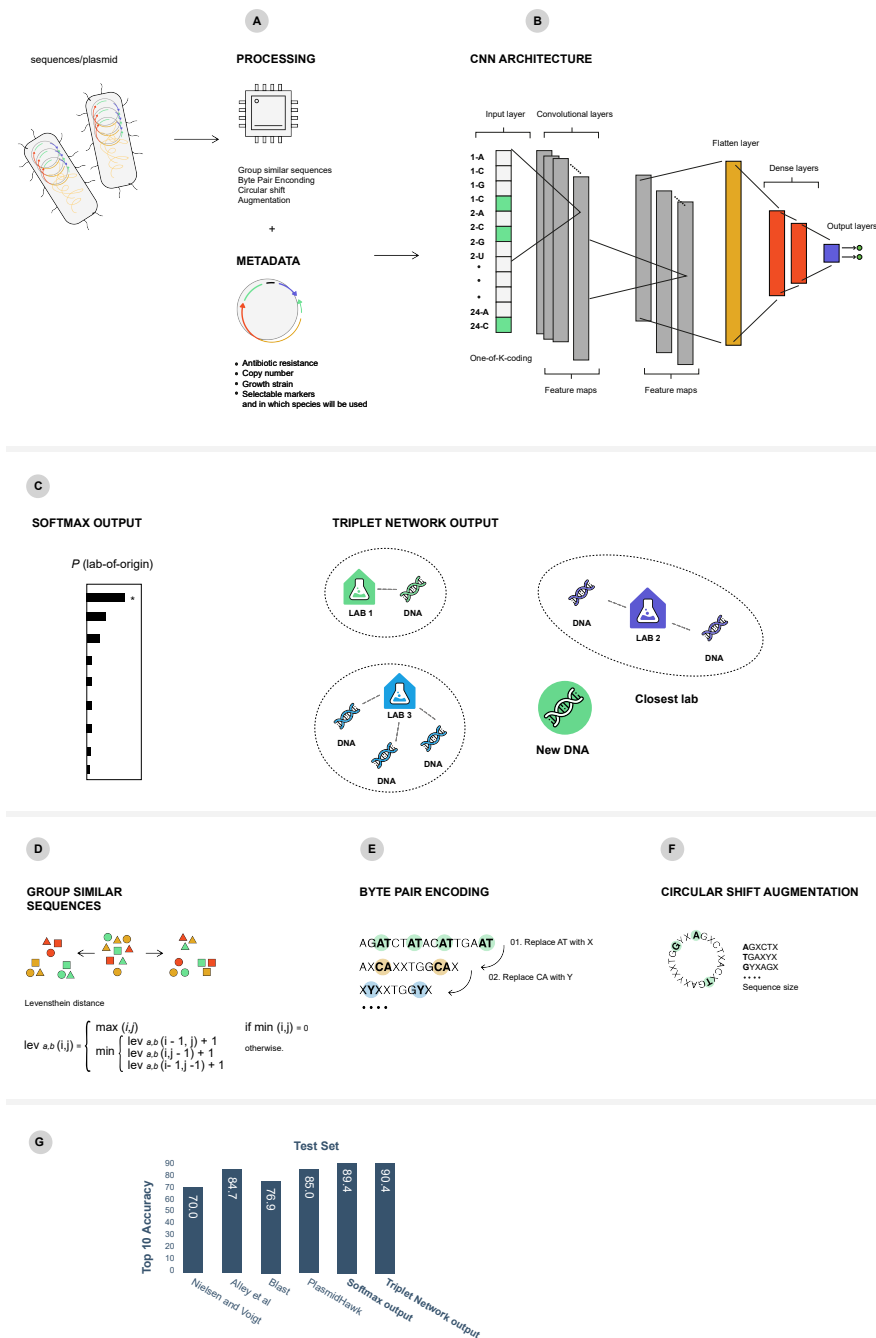 A
B
sequences/plasmid
PROCESSING
Group similar sequences
Byte Pair Enconding
Circular shift
Augmentation
+
METADATA
• Antibiotic resistance
• Copy number
• Growth strain
• Selectable markers
and in which species will be used
CNN ARCHITECTURE
Input layer
Convolutional layers
Flatten layer
Dense layers
Output layers
1-A
1-C
1-G
1-C
2-A
2-C
2-G
2-U
•
•
•
24-A
24-C
One-of-K-coding
Feature maps
Feature maps
C
SOFTMAX OUTPUT
P (lab-of-origin)
*
TRIPLET NETWORK OUTPUT
LAB 1
DNA
DNA
LAB 2
DNA
LAB 3
DNA
DNA
DNA
Closest lab
New DNA
D
GROUP SIMILAR
SEQUENCES
Levensthein distance
lev a,b (i,j) =
max (i,j)
if min (i,j) = 0
min
lev a,b (i - 1, j) + 1
lev a,b (i,j - 1) + 1
lev a,b (i- 1,j -1) + 1
otherwise.
E
BYTE PAIR ENCODING
AGATCTATACATTGAAT
01. Replace AT with X
AXCAXXTGGCAX
02. Replace CA with Y
XYXXTGGYX
• • • •
F
CIRCULAR SHIFT AUGMENTATION
AGXCTXACXTGAXYXXTGGYX
AGXCTX
TGAXYX
GYXAGX
• • • •
Sequence size
G
Test Set
Top 10 Accuracy
90
80
70
60
50
40
30
20
10
0
70.0
84.7
76.9
85.0
89.4
90.4
Nielsen and Voigt
Alley et al
Blast
PlasmidHawk
Softmax output
Triplet Network output